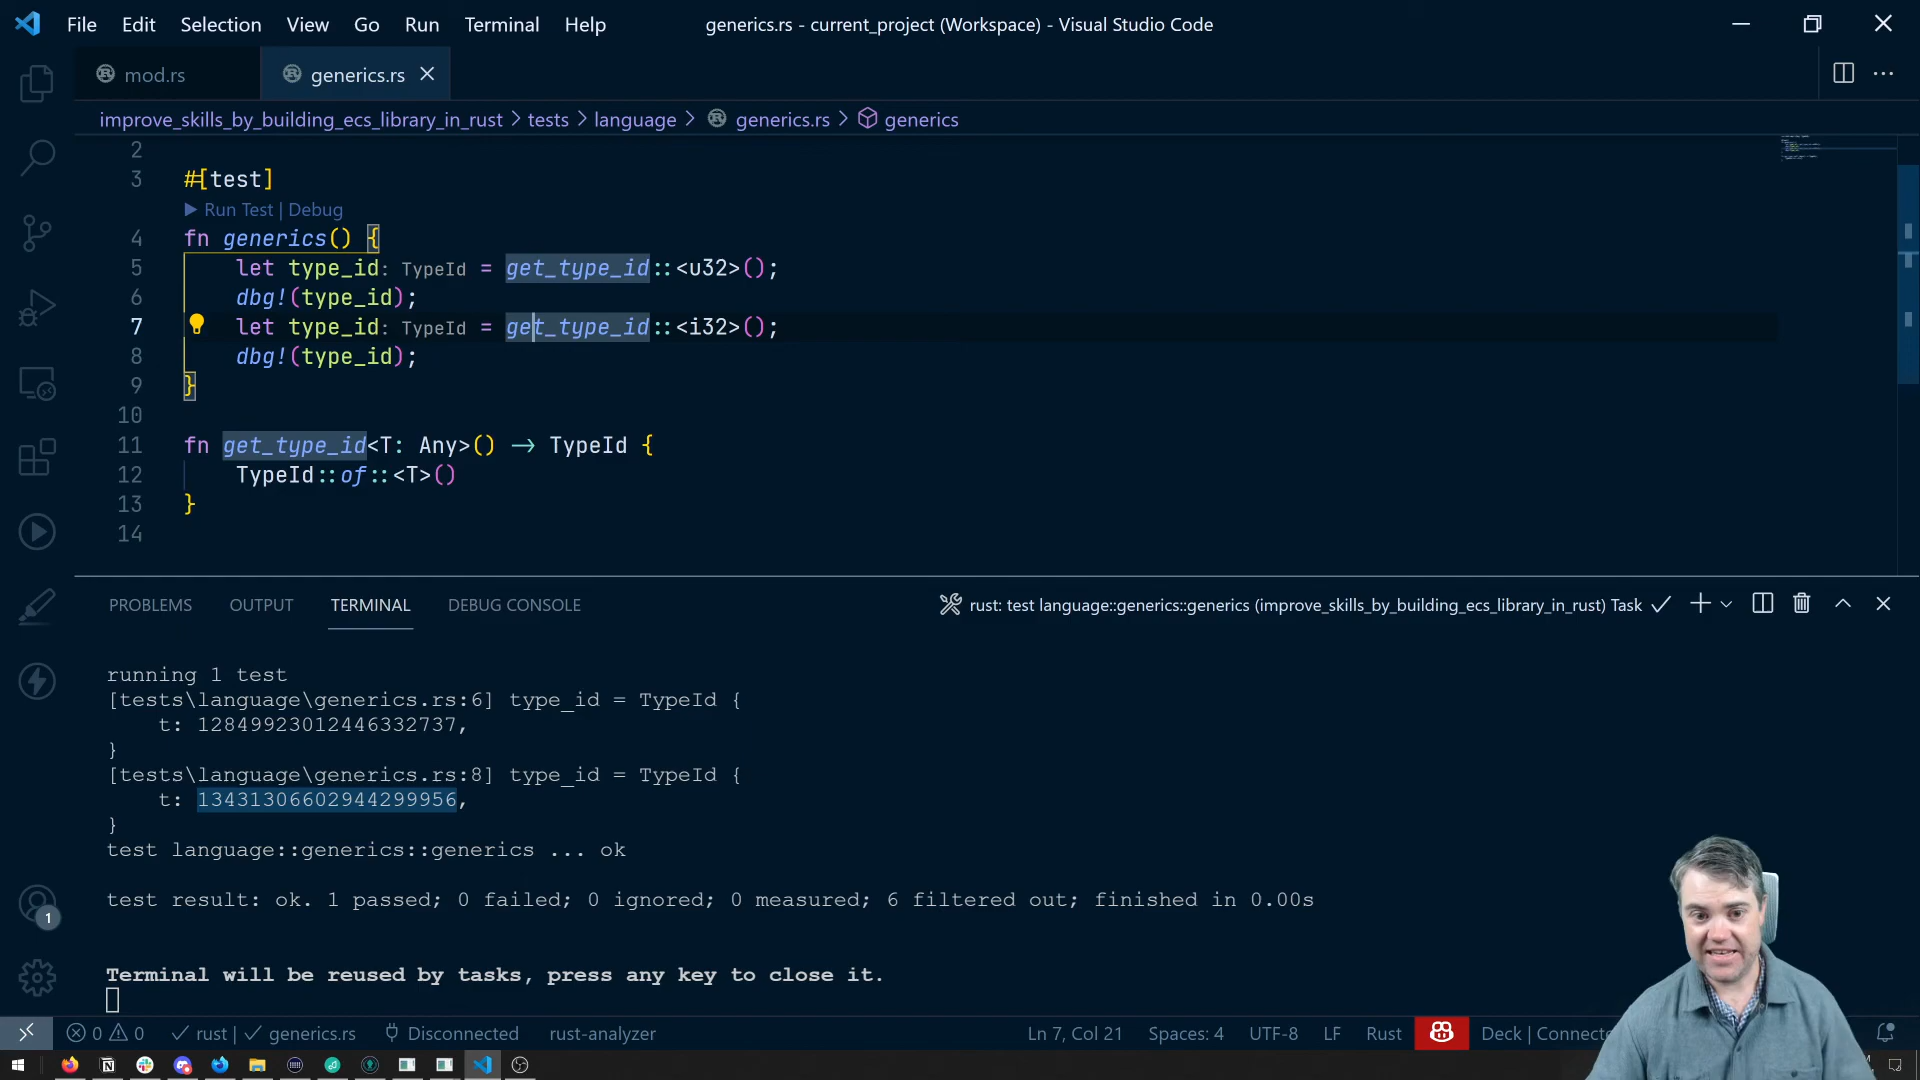 File Edit Selection View Go Run Terminal Help generics.rs - current_project (Workspace) - Visual Studio Code
mod.rs generics.rs
improve_skills_by_building_ecs_library_in_rust > tests > language > generics.rs > generics
2
3 #[test]
Run Test | Debug
4 fn generics() {
5 let type_id: TypeId = get_type_id::<u32>();
6 dbg!(type_id);
7 let type_id: TypeId = get_type_id::<i32>();
8 dbg!(type_id);
9 }
10
11 fn get_type_id<T: Any>() -> TypeId {
12 TypeId::of::<T>()
13 }
14
PROBLEMS OUTPUT TERMINAL DEBUG CONSOLE rust: test language::generics::generics (improve_skills_by_building_ecs_library_in_rust) Task
running 1 test
[tests\language\generics.rs:6] type_id = TypeId {
t: 12849923012446332737,
}
[tests\language\generics.rs:8] type_id = TypeId {
t: 13431306602944299956,
}
test language::generics::generics ... ok
test result: ok. 1 passed; 0 failed; 0 ignored; 0 measured; 6 filtered out; finished in 0.00s
Terminal will be reused by tasks, press any key to close it.
1
0 0 rust | generics.rs Disconnected rust-analyzer Ln 7, Col 21 Spaces: 4 UTF-8 LF Rust Deck | Connecte